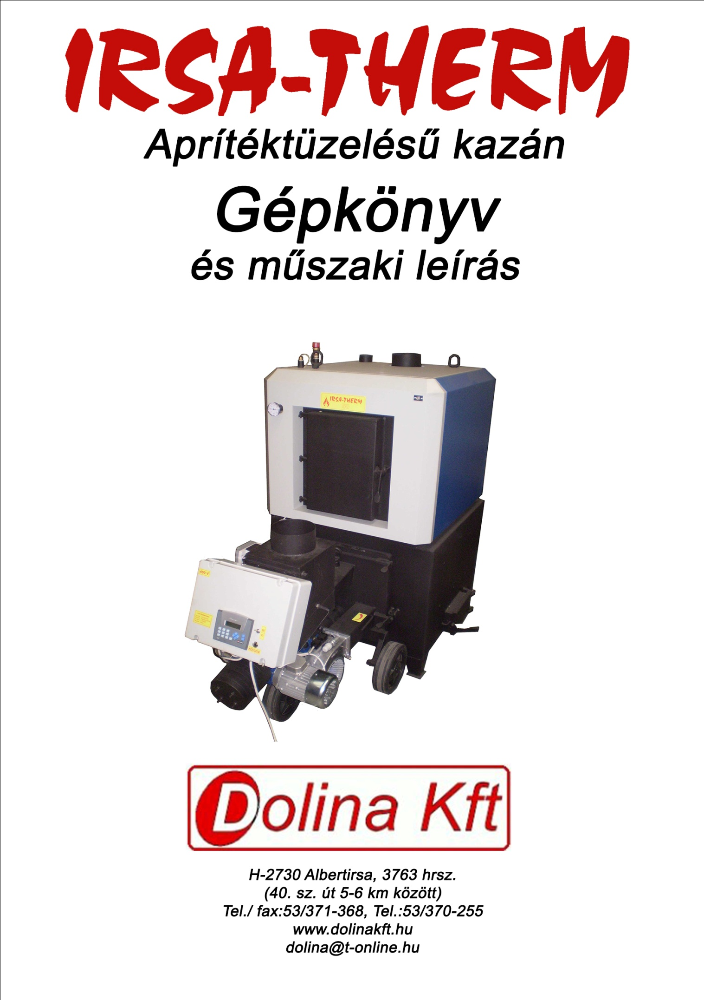 IRSA-THERM
Aprítéktüzelésű kazán
Gépkönyv
és műszaki leírás
IRSA-THERM
400 V
Dolina Kft
H-2730 Albertirsa, 3763 hrsz.
(40. sz. út 5-6 km között)
Tel./ fax:53/371-368, Tel.:53/370-255
www.dolinakft.hu
dolina@t-online.hu